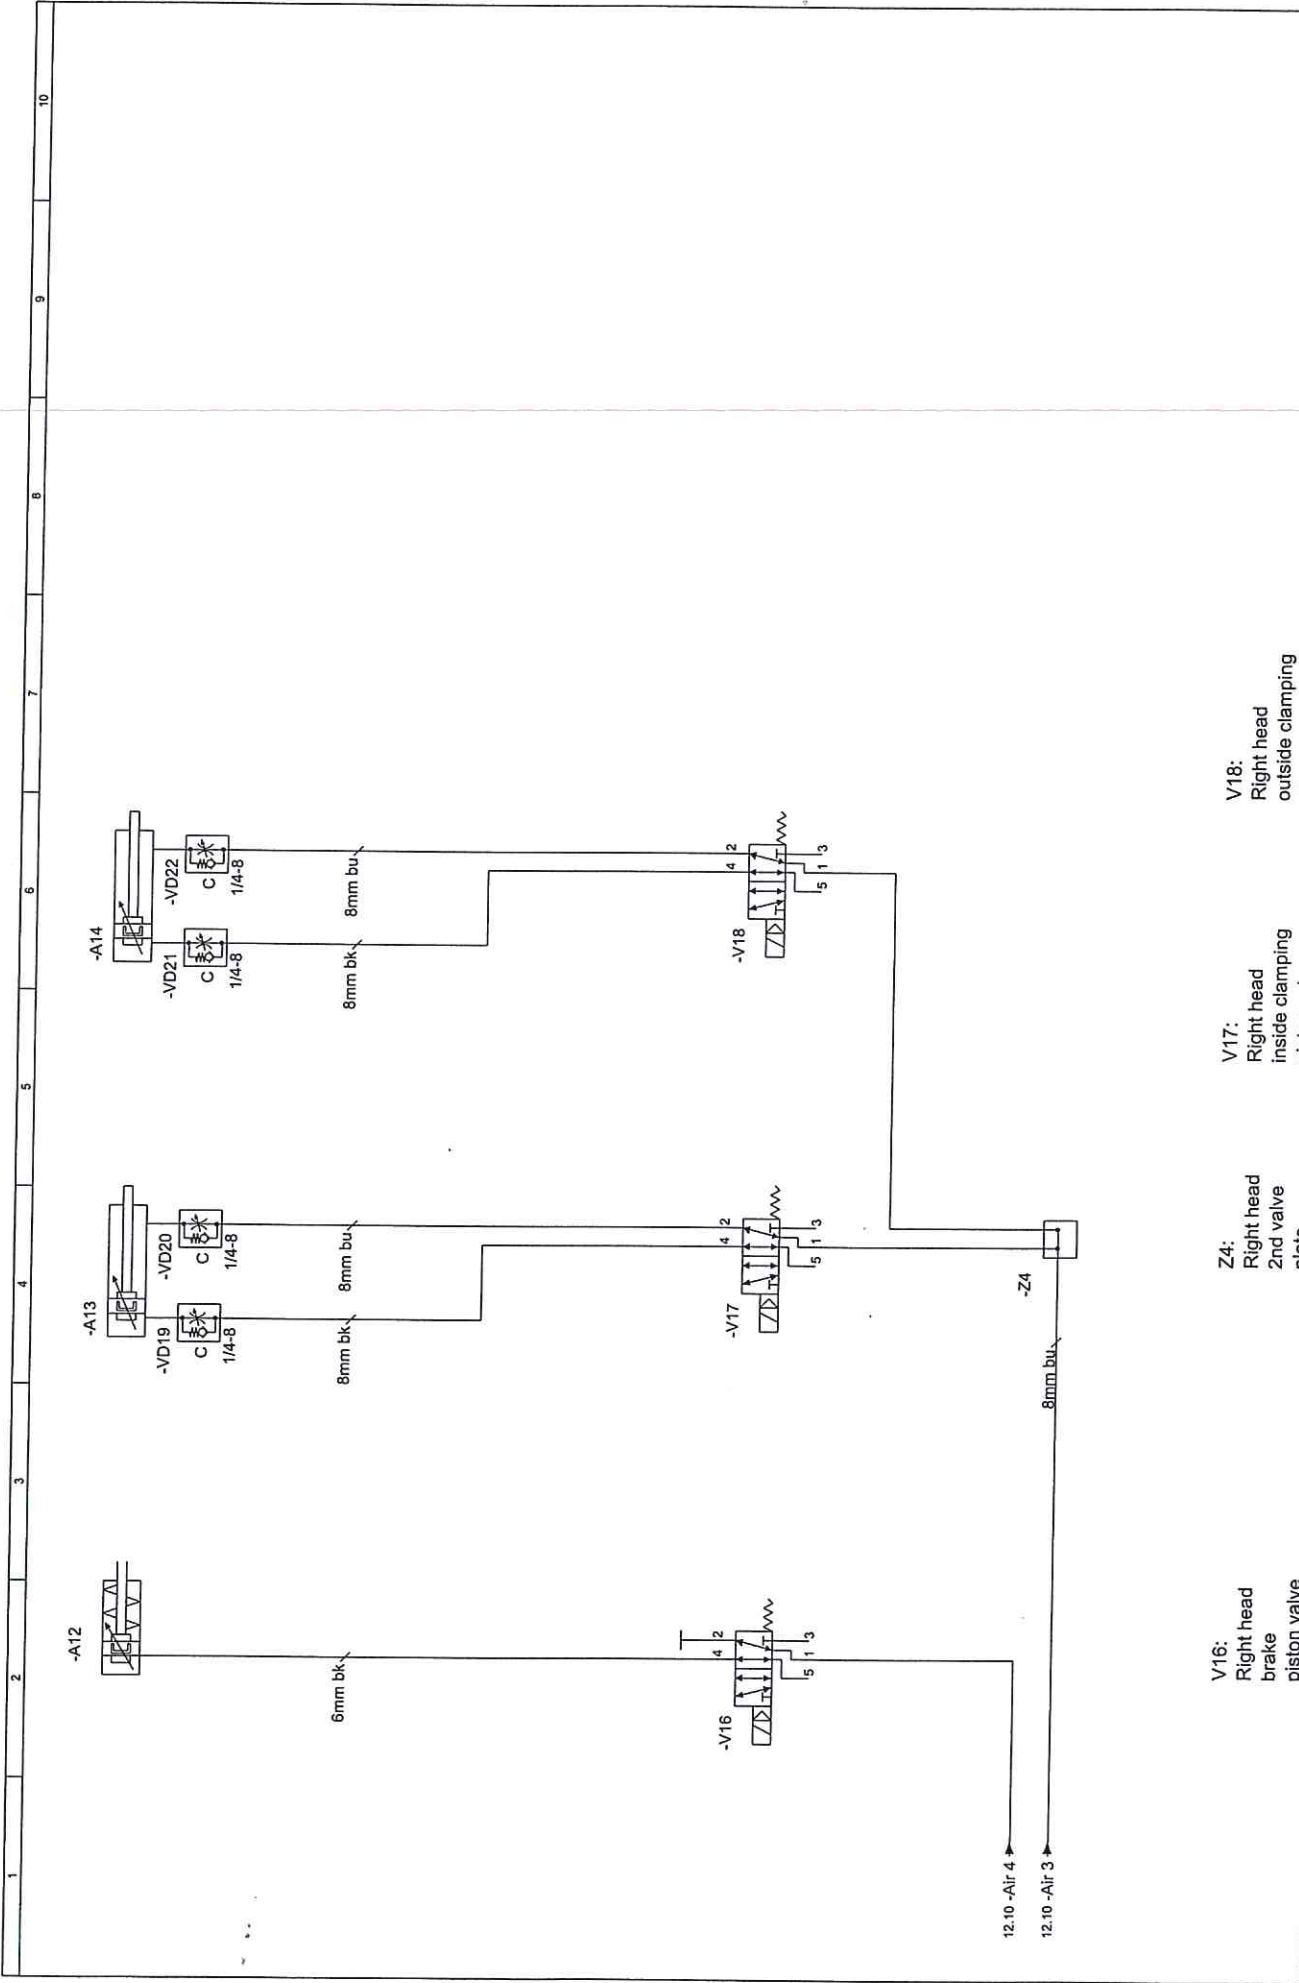 1
2
3
4
5
6
7
8
9
10
-A12
-A13
-A14
-VD19
-VD20
-VD21
-VD22
C
C
C
C
1/4-8
1/4-8
1/4-8
1/4-8
6mm bk
8mm bk
8mm bu
8mm bk
8mm bu
4 2
4 2
4 2
-V16
-V17
-V18
5 1 3
5 1 3
5 1 3
12.10 -Air 4
12.10 -Air 3
8mm bu
-Z4
V16:
Right head
brake
piston valve
Z4:
Right head
2nd valve
V17:
Right head
inside clamping
V18:
Right head
outside clamping